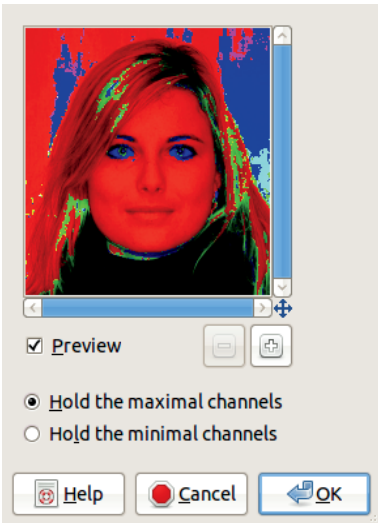 Preview
Hold the maximal channels
Hold the minimal channels
Help Cancel OK